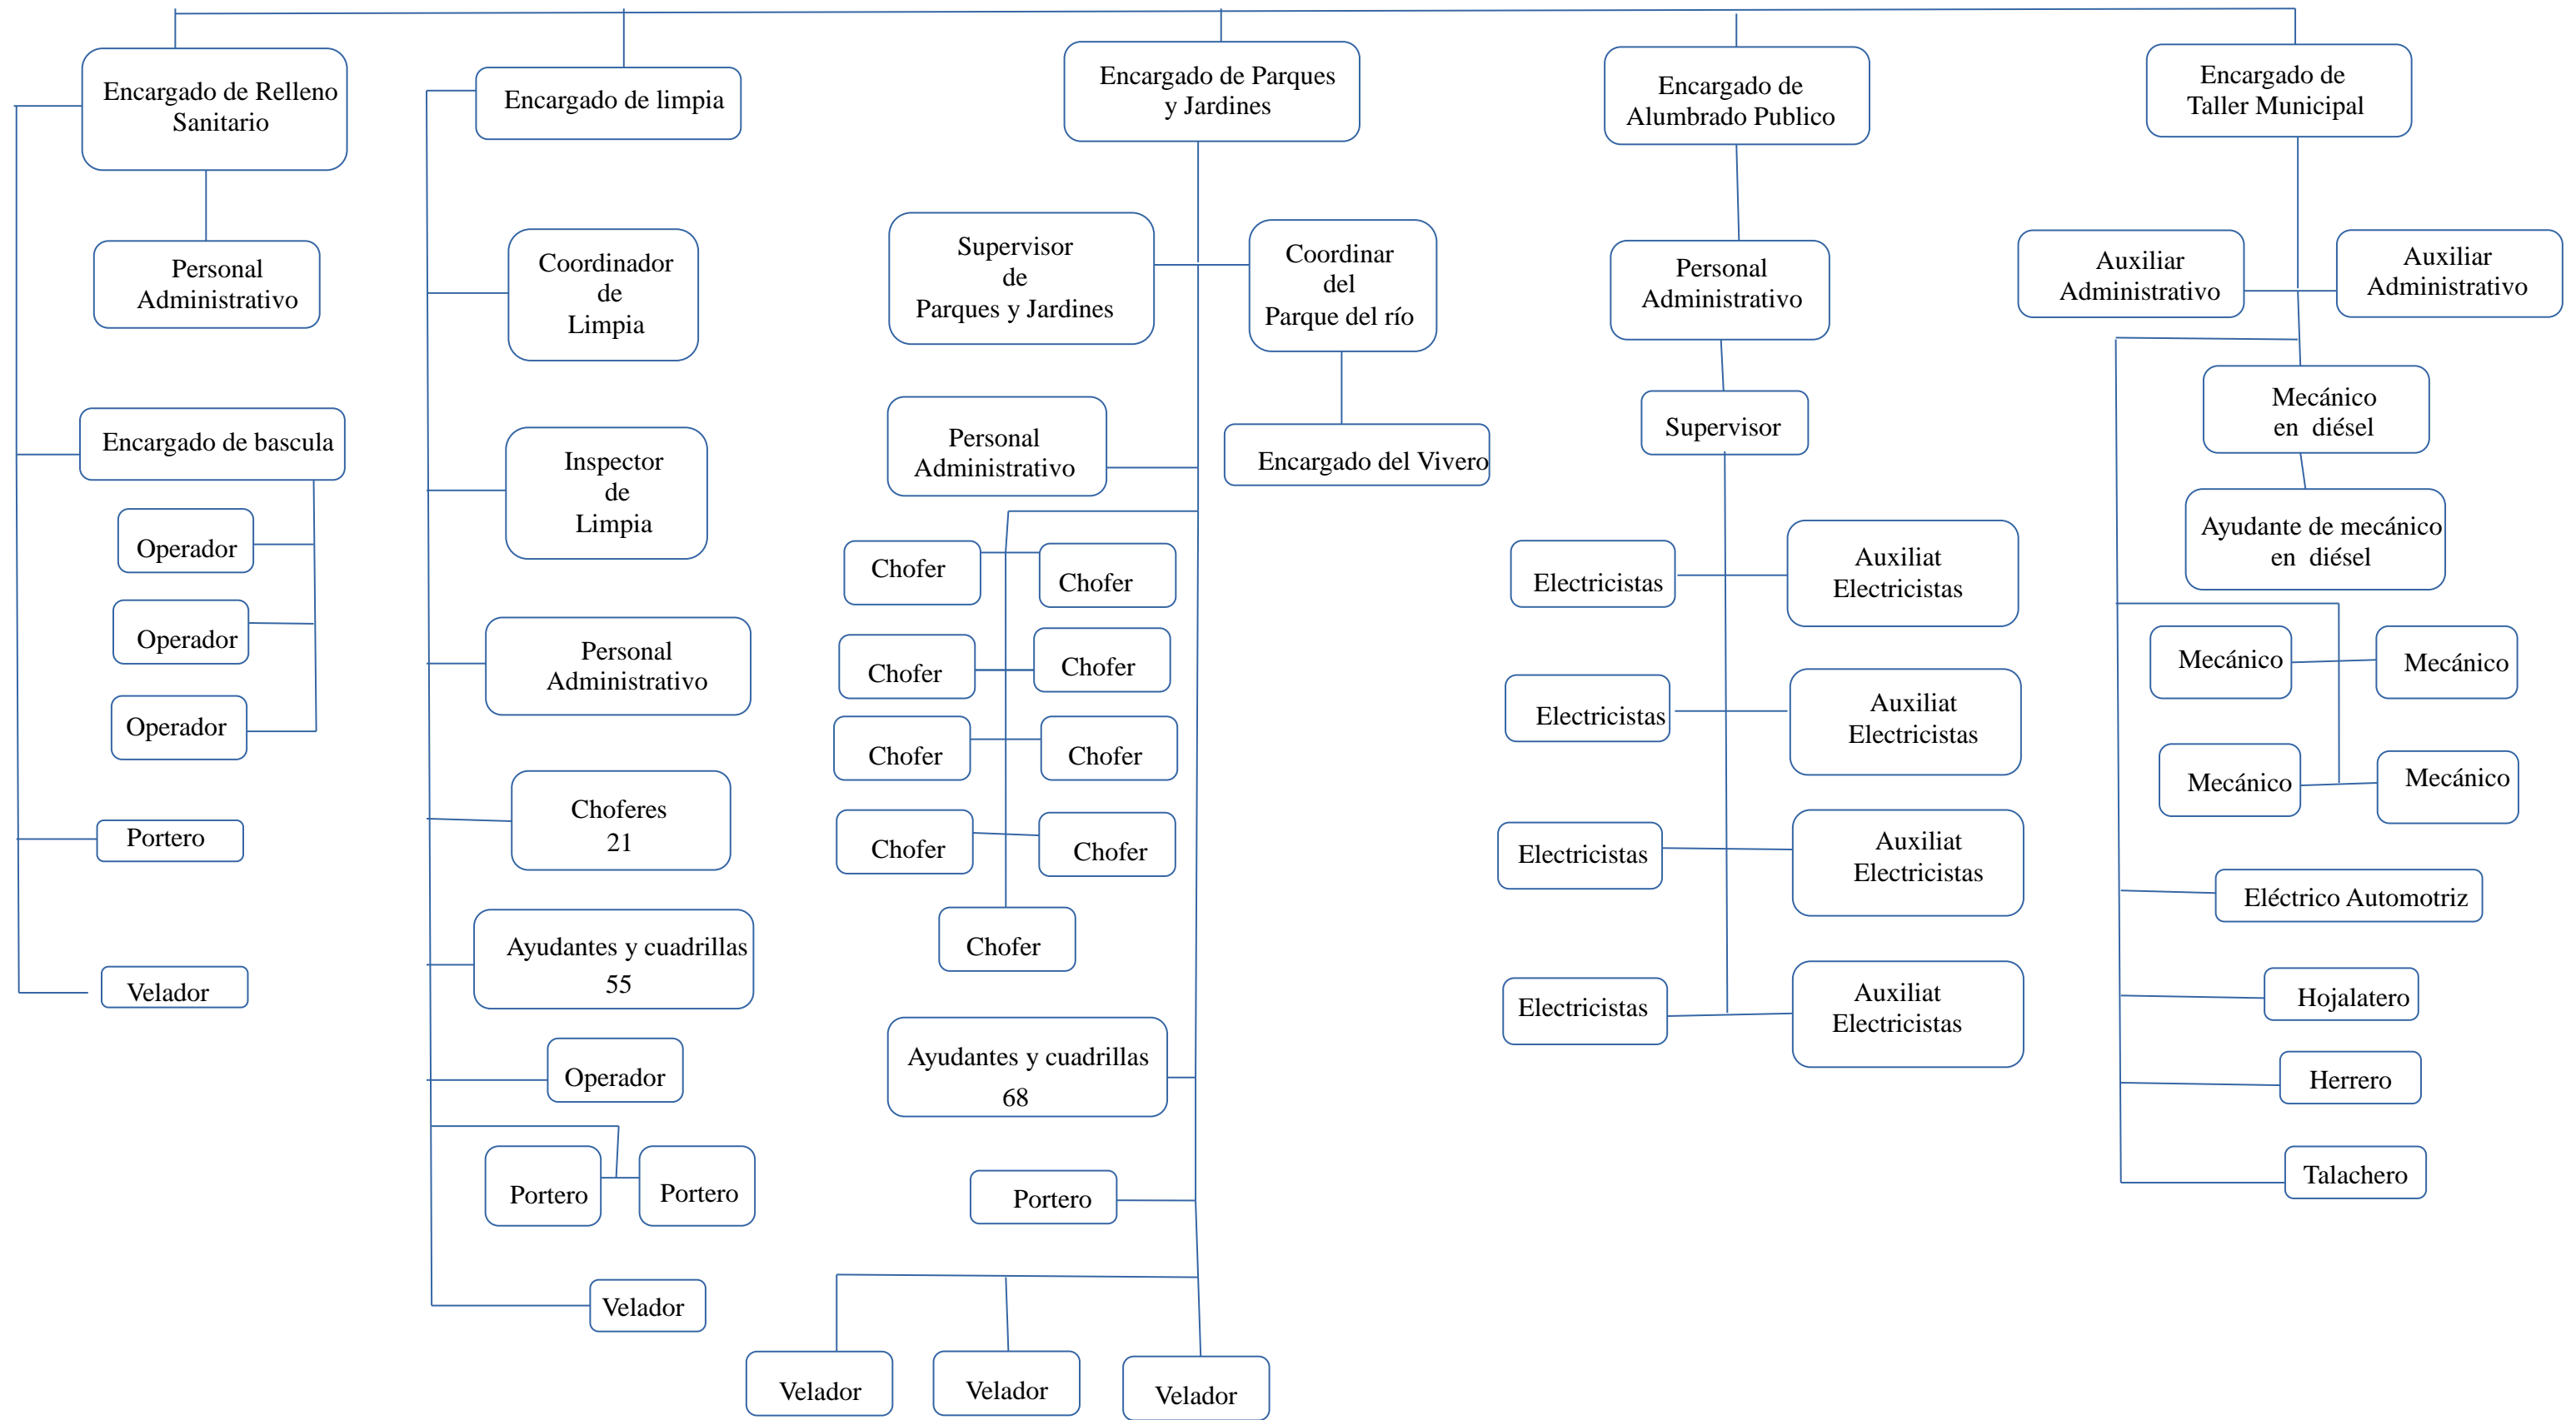 Encargado de Relleno
Sanitario
Personal
Administrativo
Encargado de bascula
Operador
Operador
Operador
Portero
Velador
Encargado de limpia
Coordinador
de
Limpia
Inspector
de
Limpia
Personal
Administrativo
Choferes
21
Ayudantes y cuadrillas
55
Operador
Portero
Portero
Velador
Encargado de Parques
y Jardines
Supervisor
de
Parques y Jardines
Coordinar
del
Parque del río
Personal
Administrativo
Encargado del Vivero
Chofer
Chofer
Chofer
Chofer
Chofer
Chofer
Chofer
Chofer
Chofer
Ayudantes y cuadrillas
68
Portero
Velador
Velador
Velador
Encargado de
Alumbrado Publico
Personal
Administrativo
Supervisor
Electricistas
Auxiliat
Electricistas
Electricistas
Auxiliat
Electricistas
Electricistas
Auxiliat
Electricistas
Electricistas
Auxiliat
Electricistas
Encargado de
Taller Municipal
Auxiliar
Administrativo
Auxiliar
Administrativo
Mecánico
en diésel
Ayudante de mecánico
en diésel
Mecánico
Mecánico
Mecánico
Mecánico
Eléctrico Automotriz
Hojalatero
Herrero
Talachero